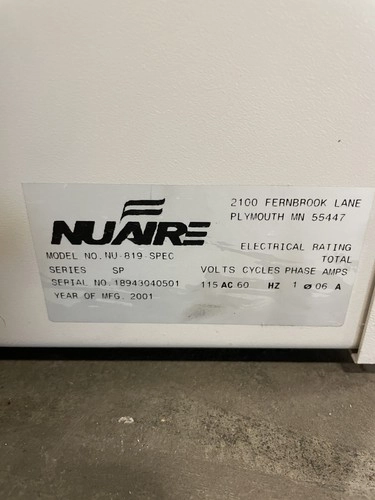 2100 FERNBROOK LANE
PLYMOUTH MN 55447
NUAIRE
ELECTRICAL RATING
TOTAL
MODEL NO. NU-819-SPEC
VOLTS CYCLES PHASE AMPS
SERIES SP
SERIAL NO. 18943040501
115 AC 60 HZ 1 ø 06 A
YEAR OF MFG. 2001